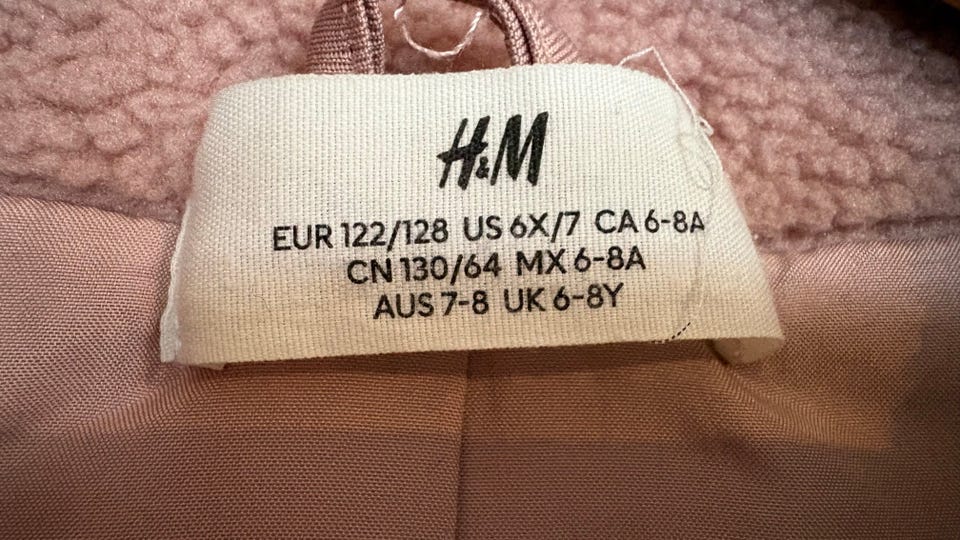 H&M
EUR 122/128 US 6X/7 CA 6-8A
CN 130/64 MX 6-8A
AUS 7-8 UK 6-8Y